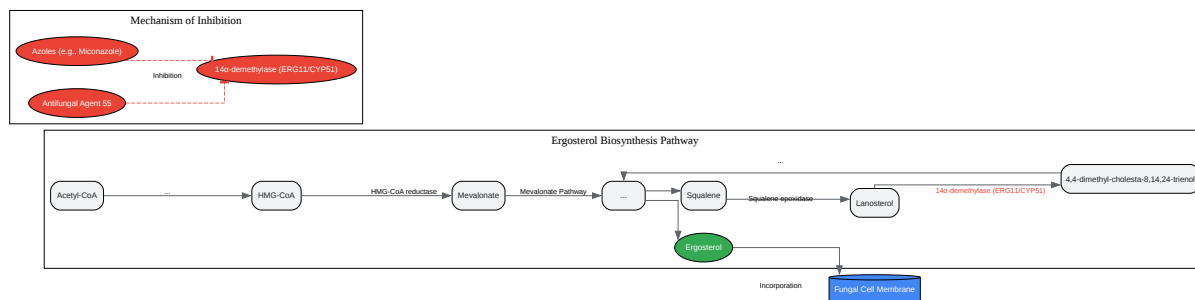 Mechanism of Inhibition
Azoles (e.g., Miconazole)
14α-demethylase (ERG11/CYP51)
Inhibition
Antifungal Agent 55
Ergosterol Biosynthesis Pathway
...
Acetyl-CoA
...
HMG-CoA
HMG-CoA reductase
Mevalonate
Mevalonate Pathway
...
Squalene
Squalene epoxidase
Lanosterol
14α-demethylase (ERG11/CYP51)
4,4-dimethyl-cholesta-8,14,24-trienol
Ergosterol
Incorporation
Fungal Cell Membrane